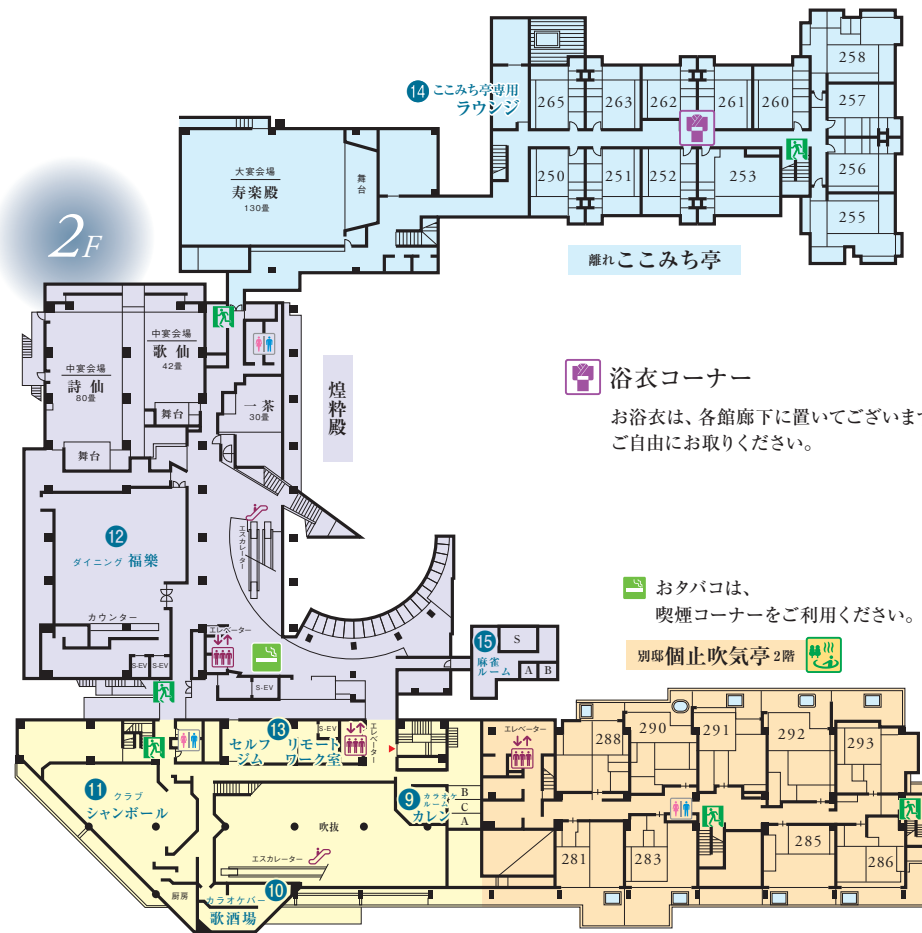 2F
大宴会場
寿楽殿
130畳
舞台
14 ここみち亭専用
ラウンジ
265
263
262
261
260
258
257
256
255
250
251
252
253
離れ ここみち亭
中宴会場
歌仙
42畳
舞台
中宴会場
詩仙
80畳
舞台
一茶
30畳
煌粋殿
浴衣コーナー
お浴衣は、各館廊下に置いてございます
ご自由にお取りください。
エスカレーター
12
ダイニング 福樂
カウンター
S-EV
S-EV
エレベーター
S-EV
15
麻雀
ルーム
S
A
B
おタバコは、
喫煙コーナーをご利用ください。
別邸 個止吹気亭 2階
13
セルフ
ジム
リモート
ワーク室
S-EV
エレベーター
11 クラブ
シャンボール
吹抜
エスカレーター
厨房
10
カラオケバー
歌酒場
9 カラオケ
ルーム
カレン
B
C
A
エレベーター
288
290
291
292
293
281
283
285
286